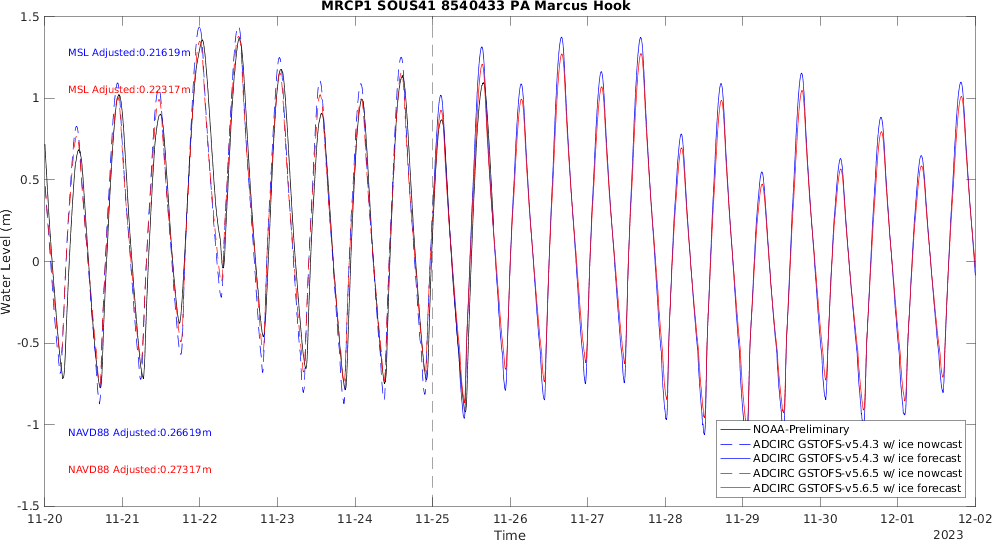 MRCP1 SOUS41 8540433 PA Marcus Hook
1.5
1
0.5
0
-0.5
-1
-1.5
Water Level (m)
MSL Adjusted:0.21619m
MSL Adjusted:0.22317m
NAVD88 Adjusted:0.26619m
NAVD88 Adjusted:0.27317m
NOAA-Preliminary
ADCIRC GSTOFS-v5.4.3 w/ ice nowcast
ADCIRC GSTOFS-v5.4.3 w/ ice forecast
ADCIRC GSTOFS-v5.6.5 w/ ice nowcast
ADCIRC GSTOFS-v5.6.5 w/ ice forecast
11-20 11-21 11-22 11-23 11-24 11-25 11-26 11-27 11-28 11-29 11-30 12-01 12-02
Time
2023